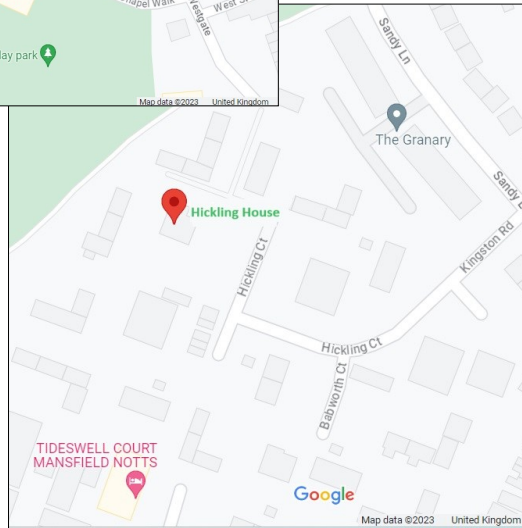 Chapel Walk
Westgate
West S
lay park
Map data ©2023 United Kingdom
Sandy Ln
The Granary
Sandy L
Hickling House
Kingston Rd
Hickling Ct
Hickling Ct
Babworth Ct
TIDESWELL COURT
MANSFIELD NOTTS
Google
Map data ©2023 United Kingdom